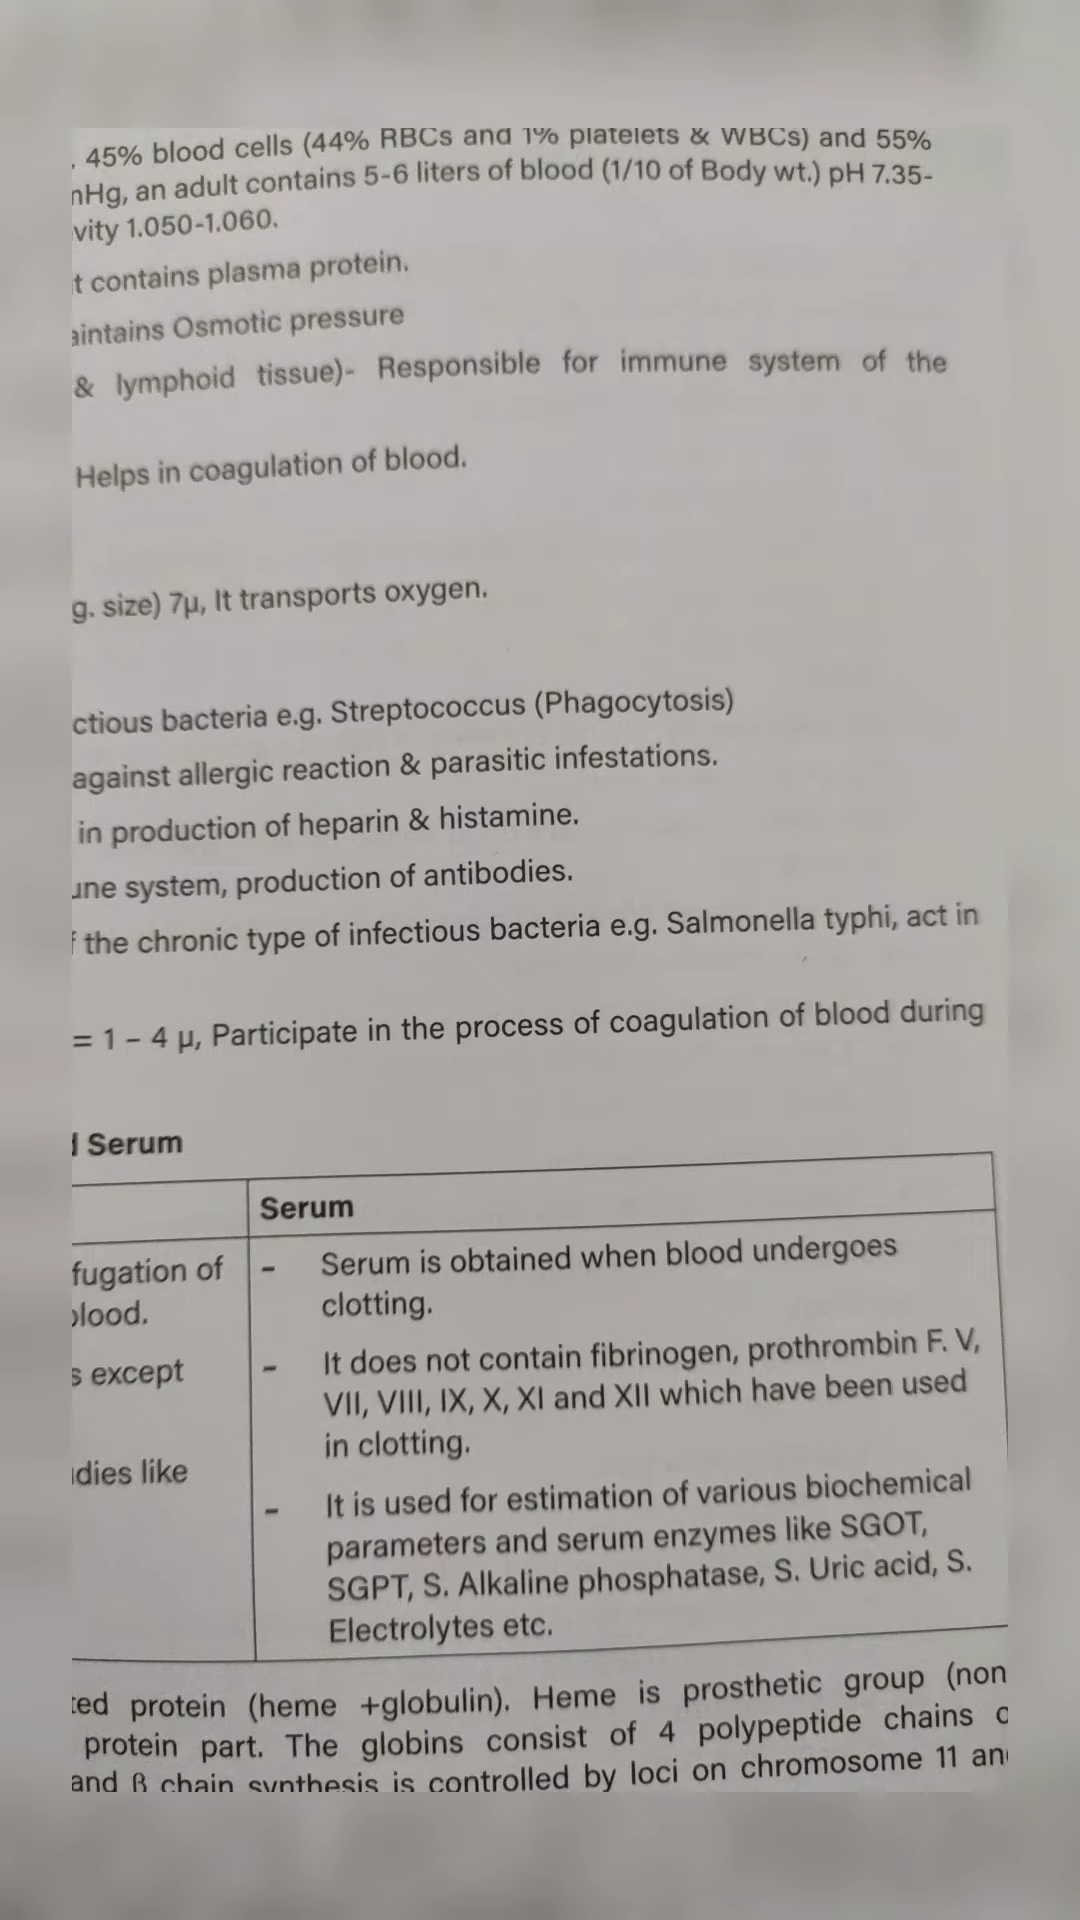 . 45% blood cells (44% RBCs and 1% platelets & WBCs) and 55%
nHg, an adult contains 5-6 liters of blood (1/10 of Body wt.) pH 7.35-
vity 1.050-1.060.
t contains plasma protein.
aintains Osmotic pressure
& lymphoid tissue)- Responsible for immune system of the
Helps in coagulation of blood.
g. size) 7µ, It transports oxygen.
ctious bacteria e.g. Streptococcus (Phagocytosis)
against allergic reaction & parasitic infestations.
in production of heparin & histamine.
une system, production of antibodies.
f the chronic type of infectious bacteria e.g. Salmonella typhi, act in
= 1 – 4 µ, Participate in the process of coagulation of blood during
d Serum
Serum
fugation of
blood.
s except
dies like
- Serum is obtained when blood undergoes
clotting.
- It does not contain fibrinogen, prothrombin F. V,
VII, VIII, IX, X, XI and XII which have been used
in clotting.
- It is used for estimation of various biochemical
parameters and serum enzymes like SGOT,
SGPT, S. Alkaline phosphatase, S. Uric acid, S.
Electrolytes etc.
ted protein (heme +globulin). Heme is prosthetic group (non
protein part. The globins consist of 4 polypeptide chains
and ß chain synthesis is controlled by loci on chromosome 11 an